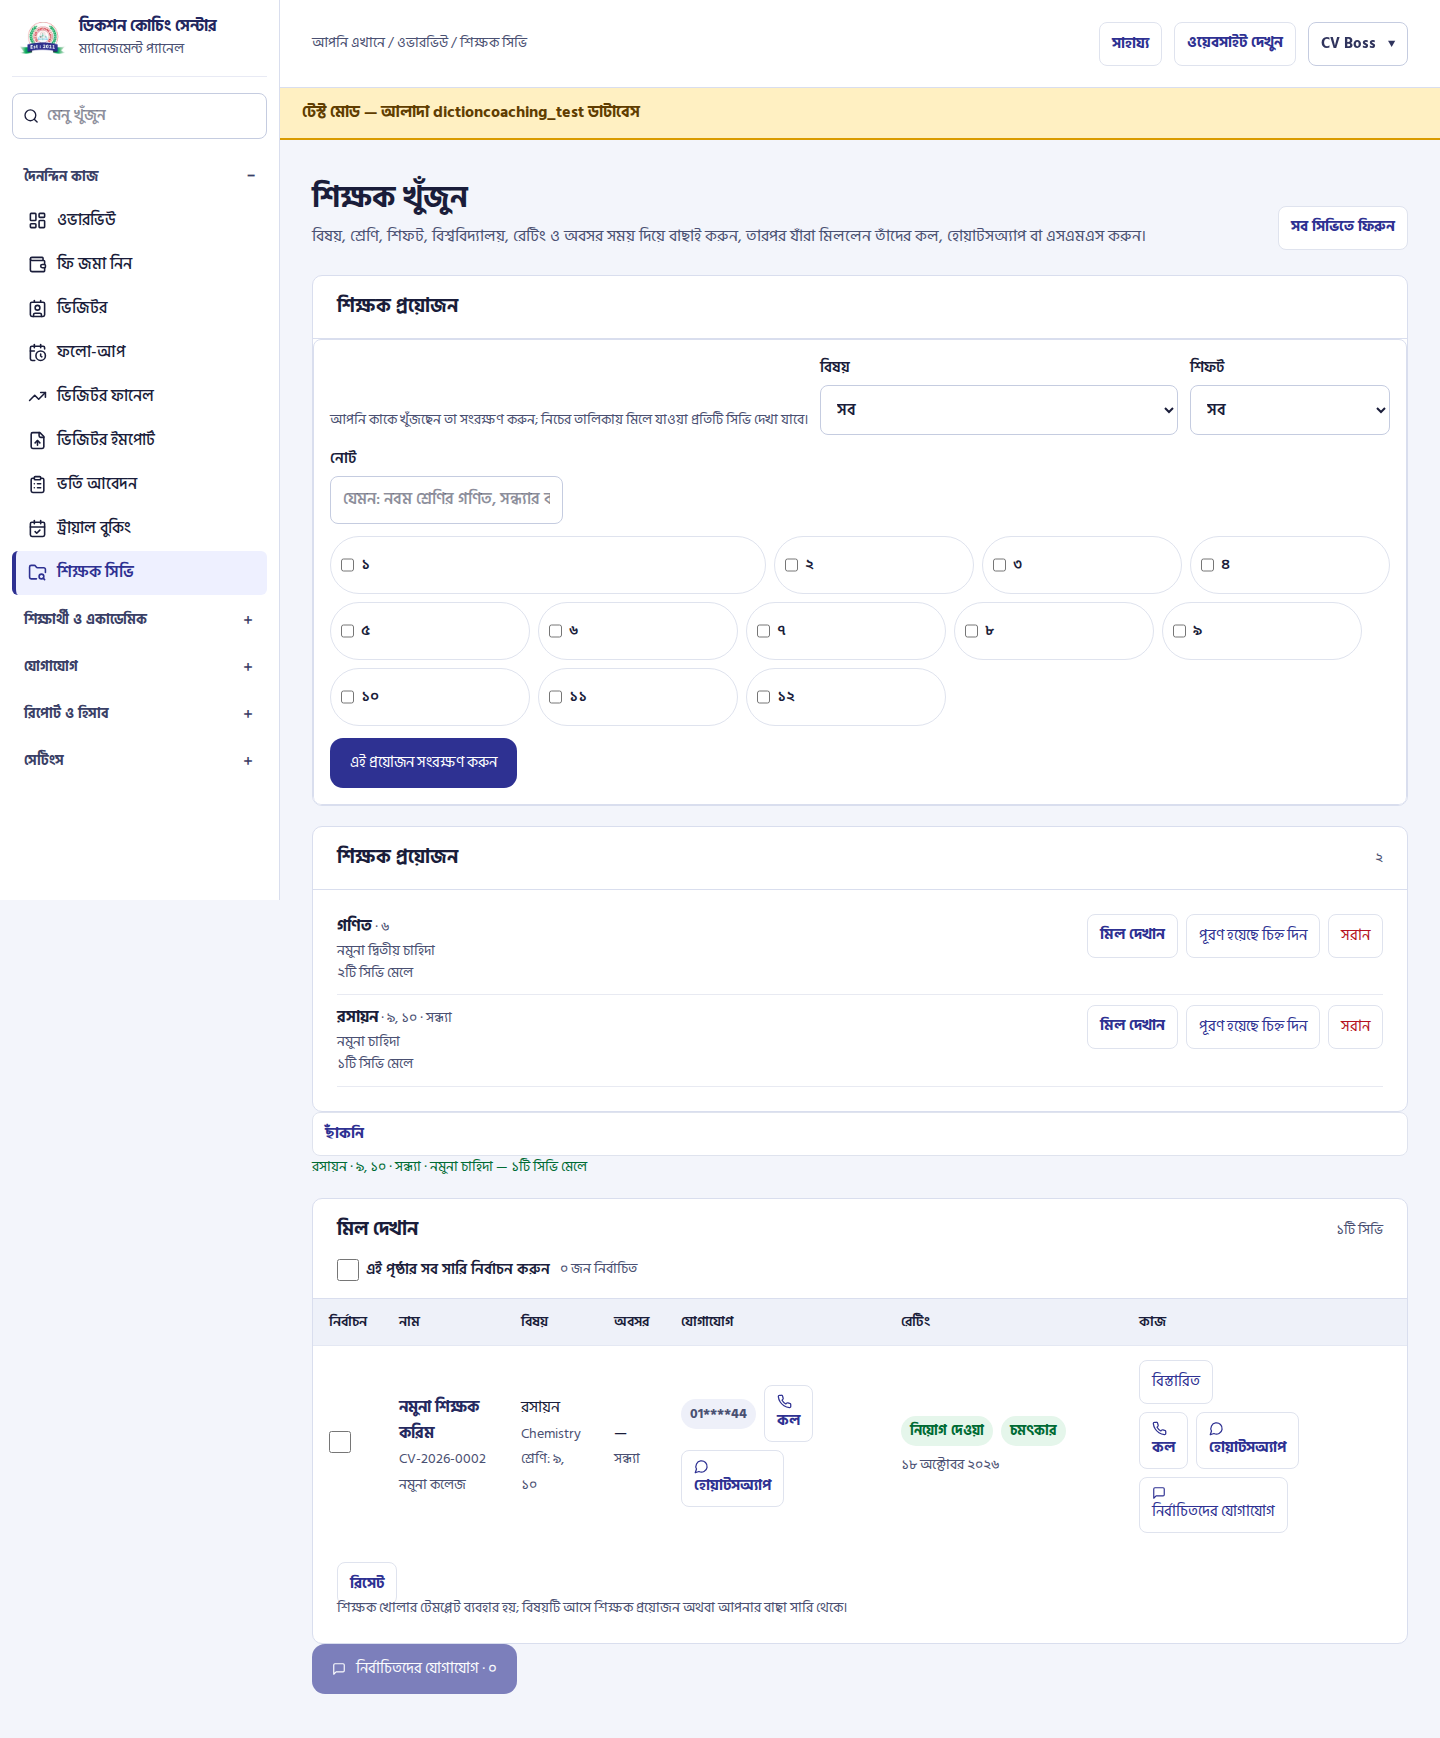 ডিকশন কোচিং সেন্টার
ম্যানেজমেন্ট প্যানেল
Est : 2011
মেনু খুঁজুন
দৈনন্দিন কাজ −
ওভারভিউ
ফি জমা নিন
ভিজিটর
ফলো-আপ
ভিজিটর ফানেল
ভিজিটর ইমপোর্ট
ভর্তি আবেদন
ট্রায়াল বুকিং
শিক্ষক সিভি
শিক্ষার্থী ও একাডেমিক +
যোগাযোগ +
রিপোর্ট ও হিসাব +
সেটিংস +
আপনি এখানে / ওভারভিউ / শিক্ষক সিভি
সাহায্য
ওয়েবসাইট দেখুন
CV Boss ▾
টেস্ট মোড — আলাদা dictioncoaching_test ডাটাবেস
শিক্ষক খুঁজুন
বিষয়, শ্রেণি, শিফট, বিশ্ববিদ্যালয়, রেটিং ও অবসর সময় দিয়ে বাছাই করুন, তারপর যাঁরা মিললেন তাঁদের কল, হোয়াটসঅ্যাপ বা এসএমএস করুন।
সব সিভিতে ফিরুন
শিক্ষক প্রয়োজন
আপনি কাকে খুঁজছেন তা সংরক্ষণ করুন; নিচের তালিকায় মিলে যাওয়া প্রতিটি সিভি দেখা যাবে।
বিষয়
সব
শিফট
সব
নোট
যেমন: নবম শ্রেণির গণিত, সন্ধ্যার
১ ২ ৩ ৪
৫ ৬ ৭ ৮ ৯
১০ ১১ ১২
এই প্রয়োজন সংরক্ষণ করুন
শিক্ষক প্রয়োজন ২
গণিত · ৬
নমুনা দ্বিতীয় চাহিদা
২টি সিভি মেলে
মিল দেখান পূরণ হয়েছে চিহ্ন দিন সরান
রসায়ন · ৯, ১০ · সন্ধ্যা
নমুনা চাহিদা
১টি সিভি মেলে
মিল দেখান পূরণ হয়েছে চিহ্ন দিন সরান
ছাঁকনি
রসায়ন · ৯, ১০ · সন্ধ্যা · নমুনা চাহিদা — ১টি সিভি মেলে
মিল দেখান ১টি সিভি
এই পৃষ্ঠার সব সারি নির্বাচন করুন ০ জন নির্বাচিত
নির্বাচন নাম বিষয় অবসর যোগাযোগ রেটিং কাজ
নমুনা শিক্ষক
করিম
CV-2026-0002
নমুনা কলেজ
রসায়ন
Chemistry
শ্রেণি: ৯,
১০
—
সন্ধ্যা
01****44
কল
হোয়াটসঅ্যাপ
নিয়োগ দেওয়া চমৎকার
১৮ অক্টোবর ২০২৬
বিস্তারিত
কল
হোয়াটসঅ্যাপ
নির্বাচিতদের যোগাযোগ
রিসেট
শিক্ষক খোলার টেমপ্লেট ব্যবহার হয়; বিষয়টি আসে শিক্ষক প্রয়োজন অথবা আপনার বাছা সারি থেকে।
নির্বাচিতদের যোগাযোগ · ০